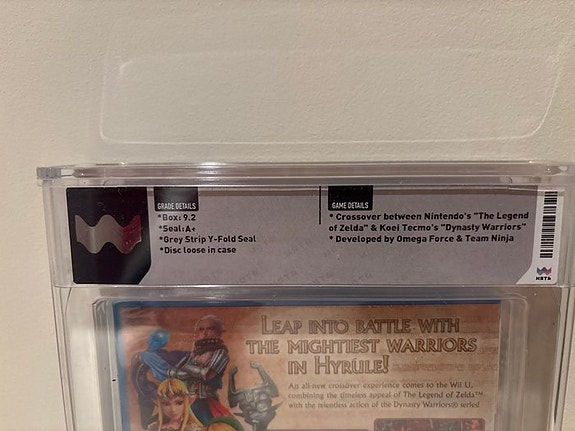 GRADE DETAILS
*Box: 9.2
*Seal: A+
*Grey Strip Y-Fold Seal
*Disc loose in case
GAME DETAILS
* Crossover between Nintendo's "The Legend
of Zelda" & Koei Tecmo's "Dynasty Warriors"
* Developed by Omega Force & Team Ninja
WATA
LEAP INTO BATTLE WITH
THE MIGHTIEST WARRIORS
IN HYRULE!
An all-new crossover experience comes to the Wii U,
combining the timeless appeal of The Legend of Zelda™
with the relentless action of the Dynasty Warriors® series!